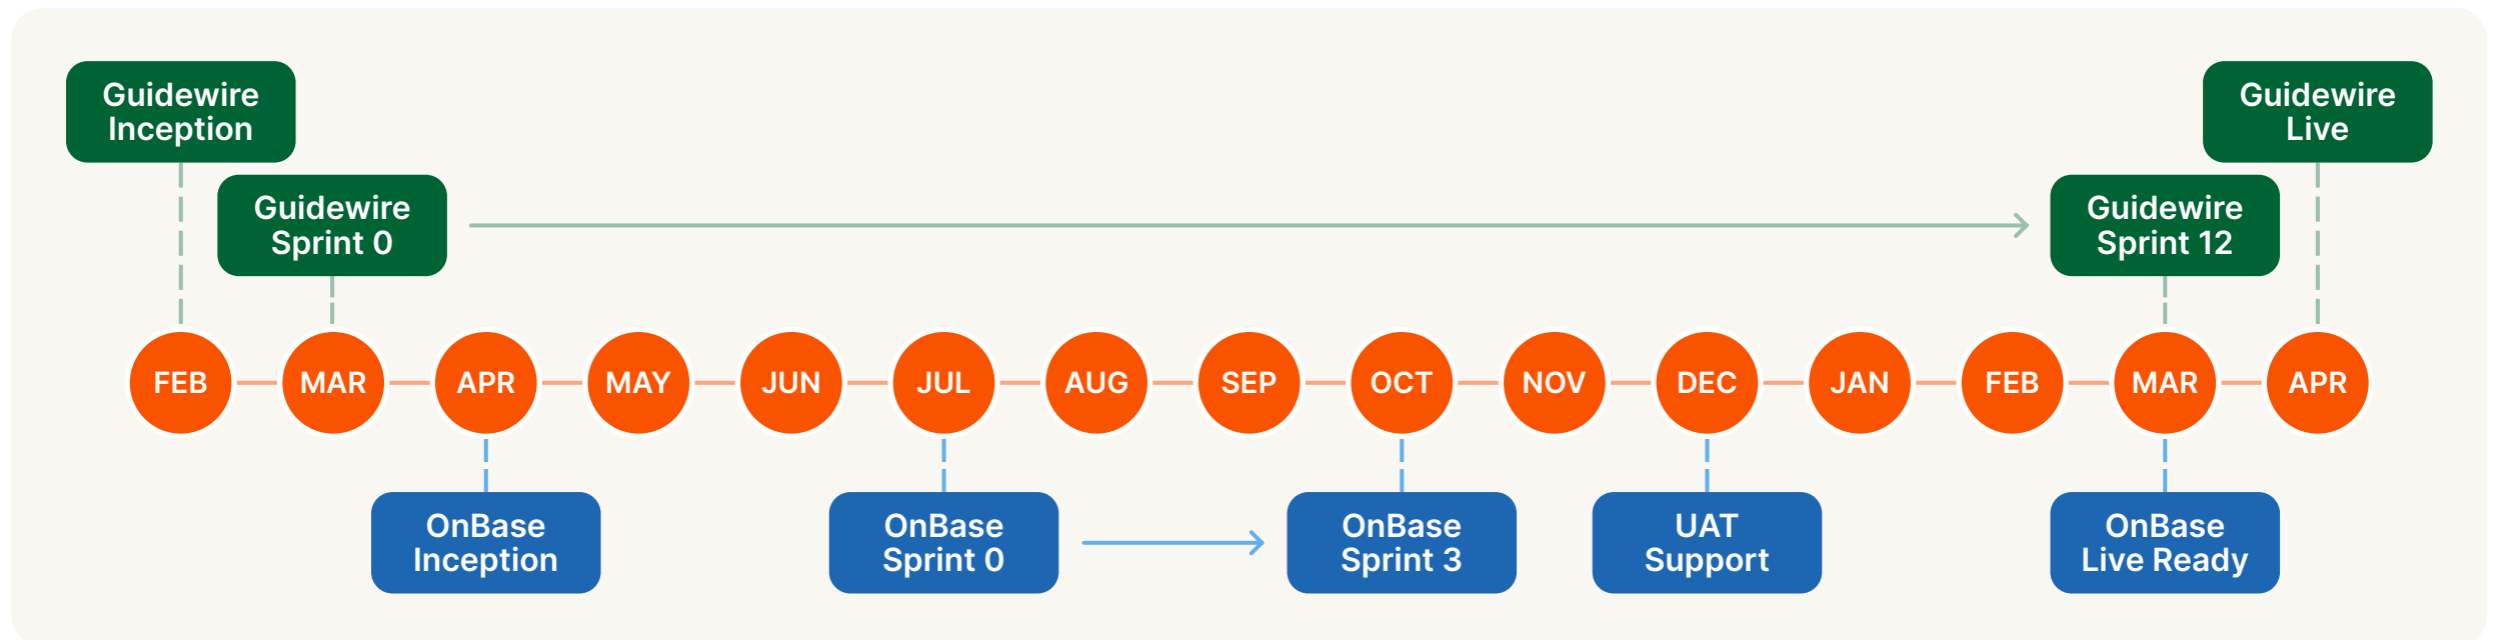 Guidewire
Inception
Guidewire
Live
Guidewire
Sprint 0
Guidewire
Sprint 12
FEB MAR APR MAY JUN JUL AUG SEP OCT NOV DEC JAN FEB MAR APR
OnBase
Inception
OnBase
Sprint 0
OnBase
Sprint 3
UAT
Support
OnBase
Live Ready